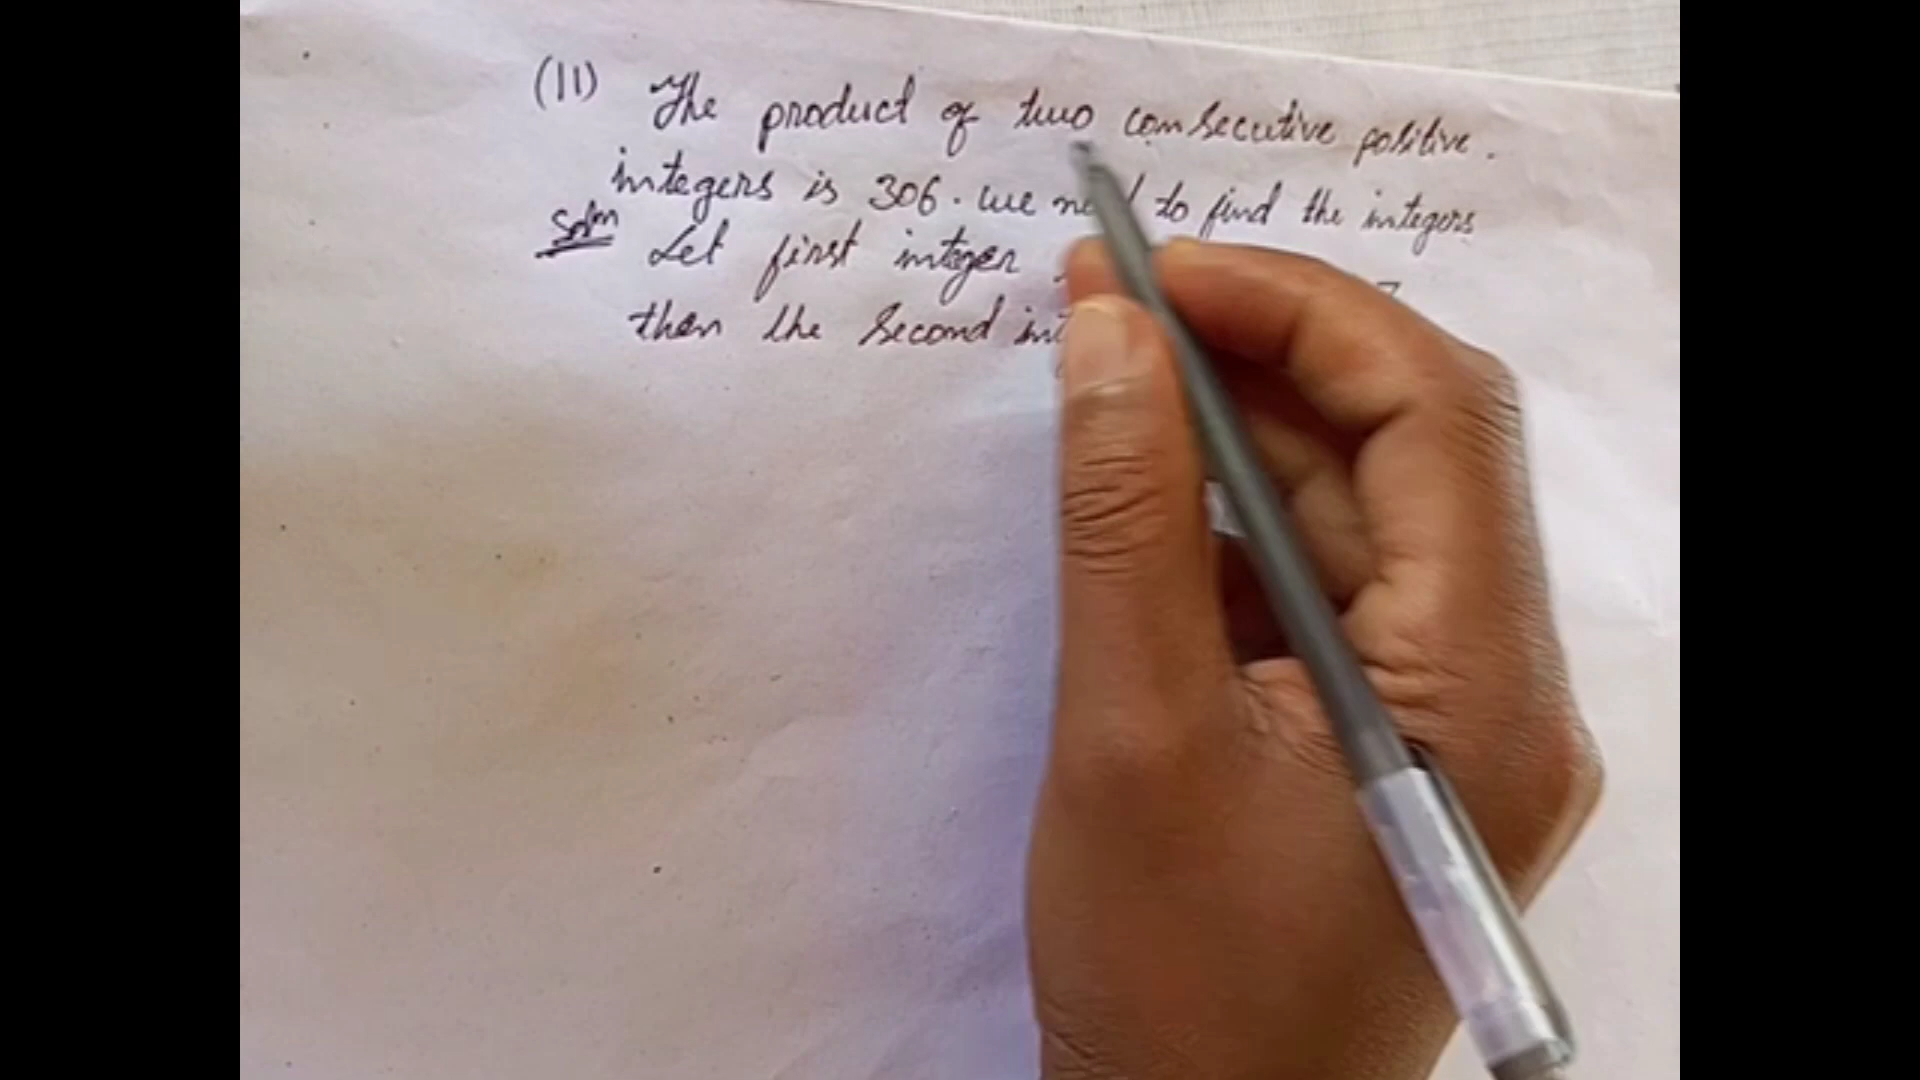 (11) The product of two consecutive positive.
integers is 306. we to find the integers
Soln Let first integer
then the second